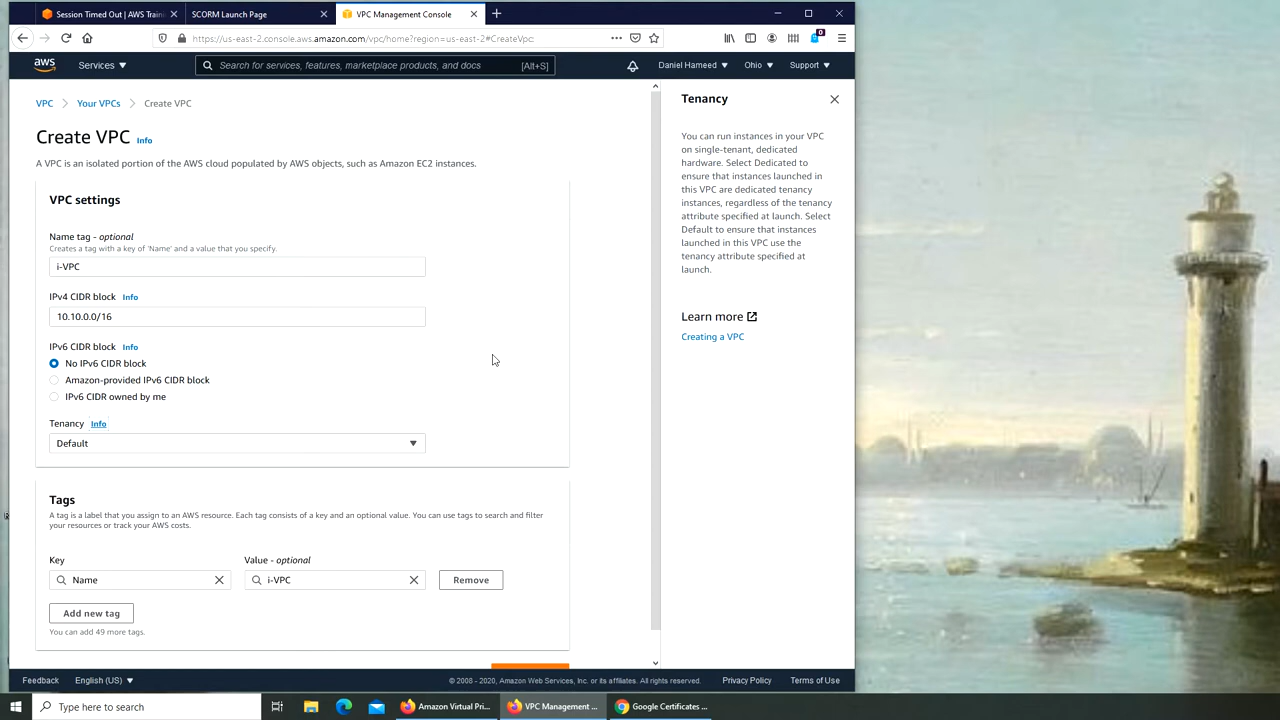 Session Timed Out | AWS Train
SCORM Launch Page
VPC Management Console
https://us-east-2.console.aws.amazon.com/vpc/home?region=us-east-2#CreateVpc:
0
aws
Services
Search for services, features, marketplace products, and docs
[Alt+S]
Daniel Hameed
Ohio
Support
VPC
Your VPCs
Create VPC
Create VPC Info
A VPC is an isolated portion of the AWS cloud populated by AWS objects, such as Amazon EC2 instances.
VPC settings
Name tag - optional
Creates a tag with a key of 'Name' and a value that you specify.
i-VPC
IPv4 CIDR block Info
10.10.0.0/16
IPv6 CIDR block Info
No IPv6 CIDR block
Amazon-provided IPv6 CIDR block
IPv6 CIDR owned by me
Tenancy Info
Default
Tags
A tag is a label that you assign to an AWS resource. Each tag consists of a key and an optional value. You can use tags to search and filter
your resources or track your AWS costs.
Key
Value - optional
Name
i-VPC
Remove
Add new tag
You can add 49 more tags.
Tenancy
You can run instances in your VPC
on single-tenant, dedicated
hardware. Select Dedicated to
ensure that instances launched in
this VPC are dedicated tenancy
instances, regardless of the tenancy
attribute specified at launch. Select
Default to ensure that instances
launched in this VPC use the
tenancy attribute specified at
launch.
Learn more
Creating a VPC
Feedback
English (US)
© 2008 - 2020, Amazon Web Services, Inc. or its affiliates. All rights reserved.
Privacy Policy
Terms of Use
Type here to search
Amazon Virtual Pri...
VPC Management ...
Google Certificates ...